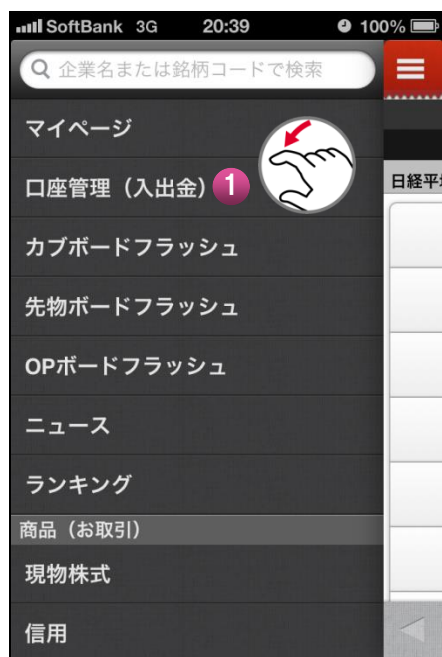 SoftBank 3G 20:39 100%
企業名または銘柄コードで検索
マイページ
口座管理（入出金） 1
日経平
カブボードフラッシュ
先物ボードフラッシュ
OPボードフラッシュ
ニュース
ランキング
商品（お取引）
現物株式
信用